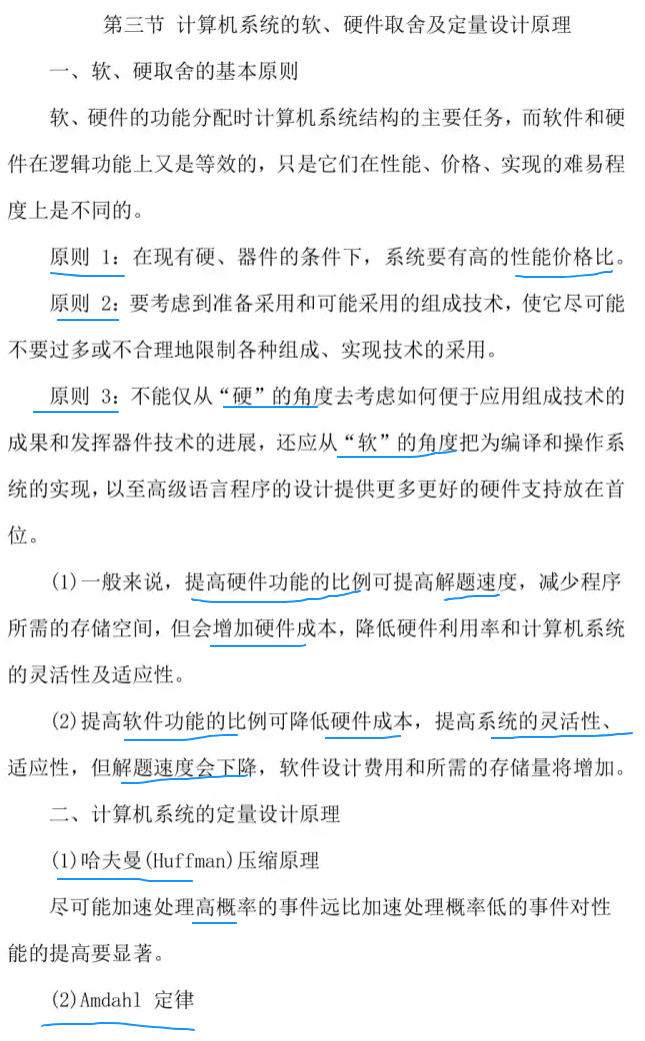 第三节 计算机系统的软、硬件取舍及定量设计原理
一、软、硬取舍的基本原则
软、硬件的功能分配时计算机系统结构的主要任务，而软件和硬
件在逻辑功能上又是等效的，只是它们在性能、价格、实现的难易程
度上是不同的。
原则 1：在现有硬、器件的条件下，系统要有高的性能价格比。
原则 2：要考虑到准备采用和可能采用的组成技术，使它尽可能
不要过多或不合理地限制各种组成、实现技术的采用。
原则 3：不能仅从“硬”的角度去考虑如何便于应用组成技术的
成果和发挥器件技术的进展，还应从“软”的角度把为编译和操作系
统的实现，以至高级语言程序的设计提供更多更好的硬件支持放在首
位。
(1)一般来说，提高硬件功能的比例可提高解题速度，减少程序
所需的存储空间，但会增加硬件成本，降低硬件利用率和计算机系统
的灵活性及适应性。
(2)提高软件功能的比例可降低硬件成本，提高系统的灵活性、
适应性，但解题速度会下降，软件设计费用和所需的存储量将增加。
二、计算机系统的定量设计原理
(1)哈夫曼(Huffman)压缩原理
尽可能加速处理高概率的事件远比加速处理概率低的事件对性
能的提高要显著。
(2)Amdahl 定律